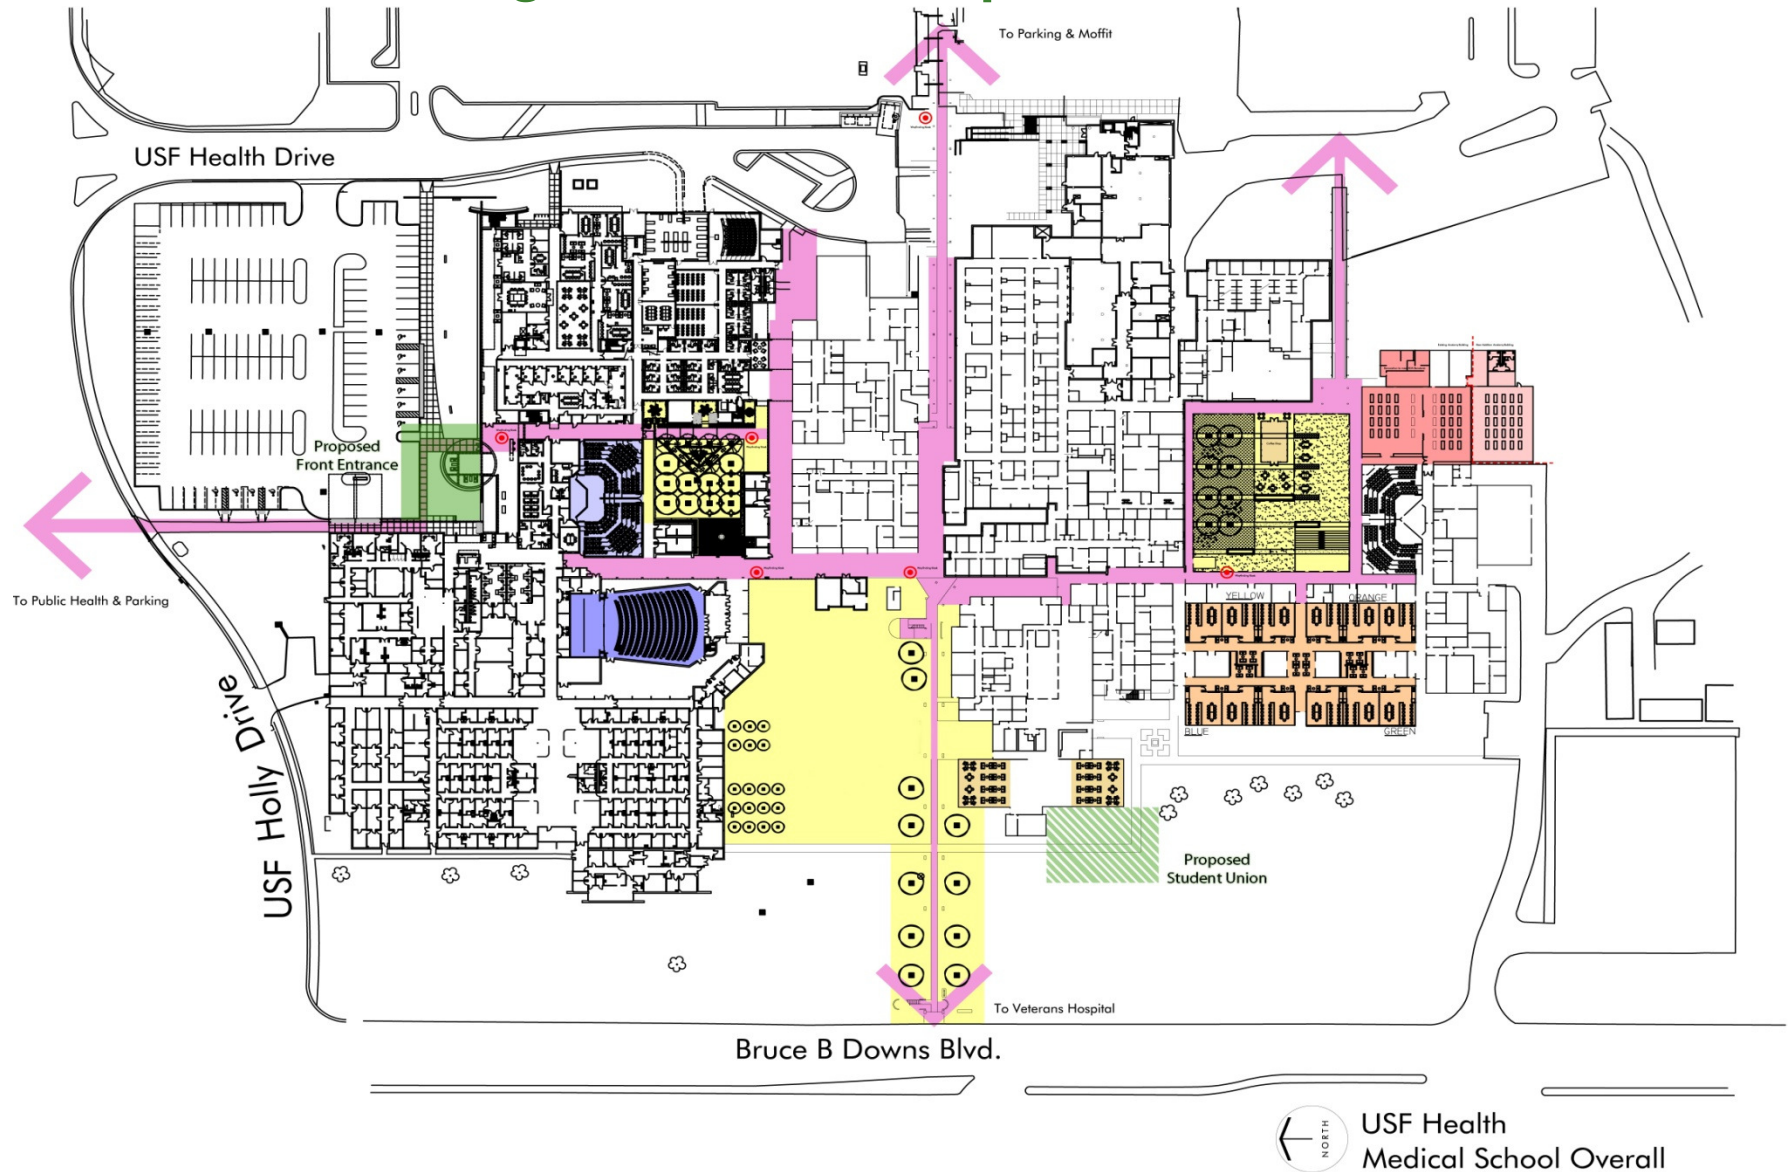 To Parking & Moffit
USF Health Drive
Proposed
Front Entrance
To Public Health & Parking
YELLOW
ORANGE
BLUE
GREEN
USF Holly Drive
Proposed
Student Union
To Veterans Hospital
Bruce B Downs Blvd.
NORTH
USF Health
Medical School Overall